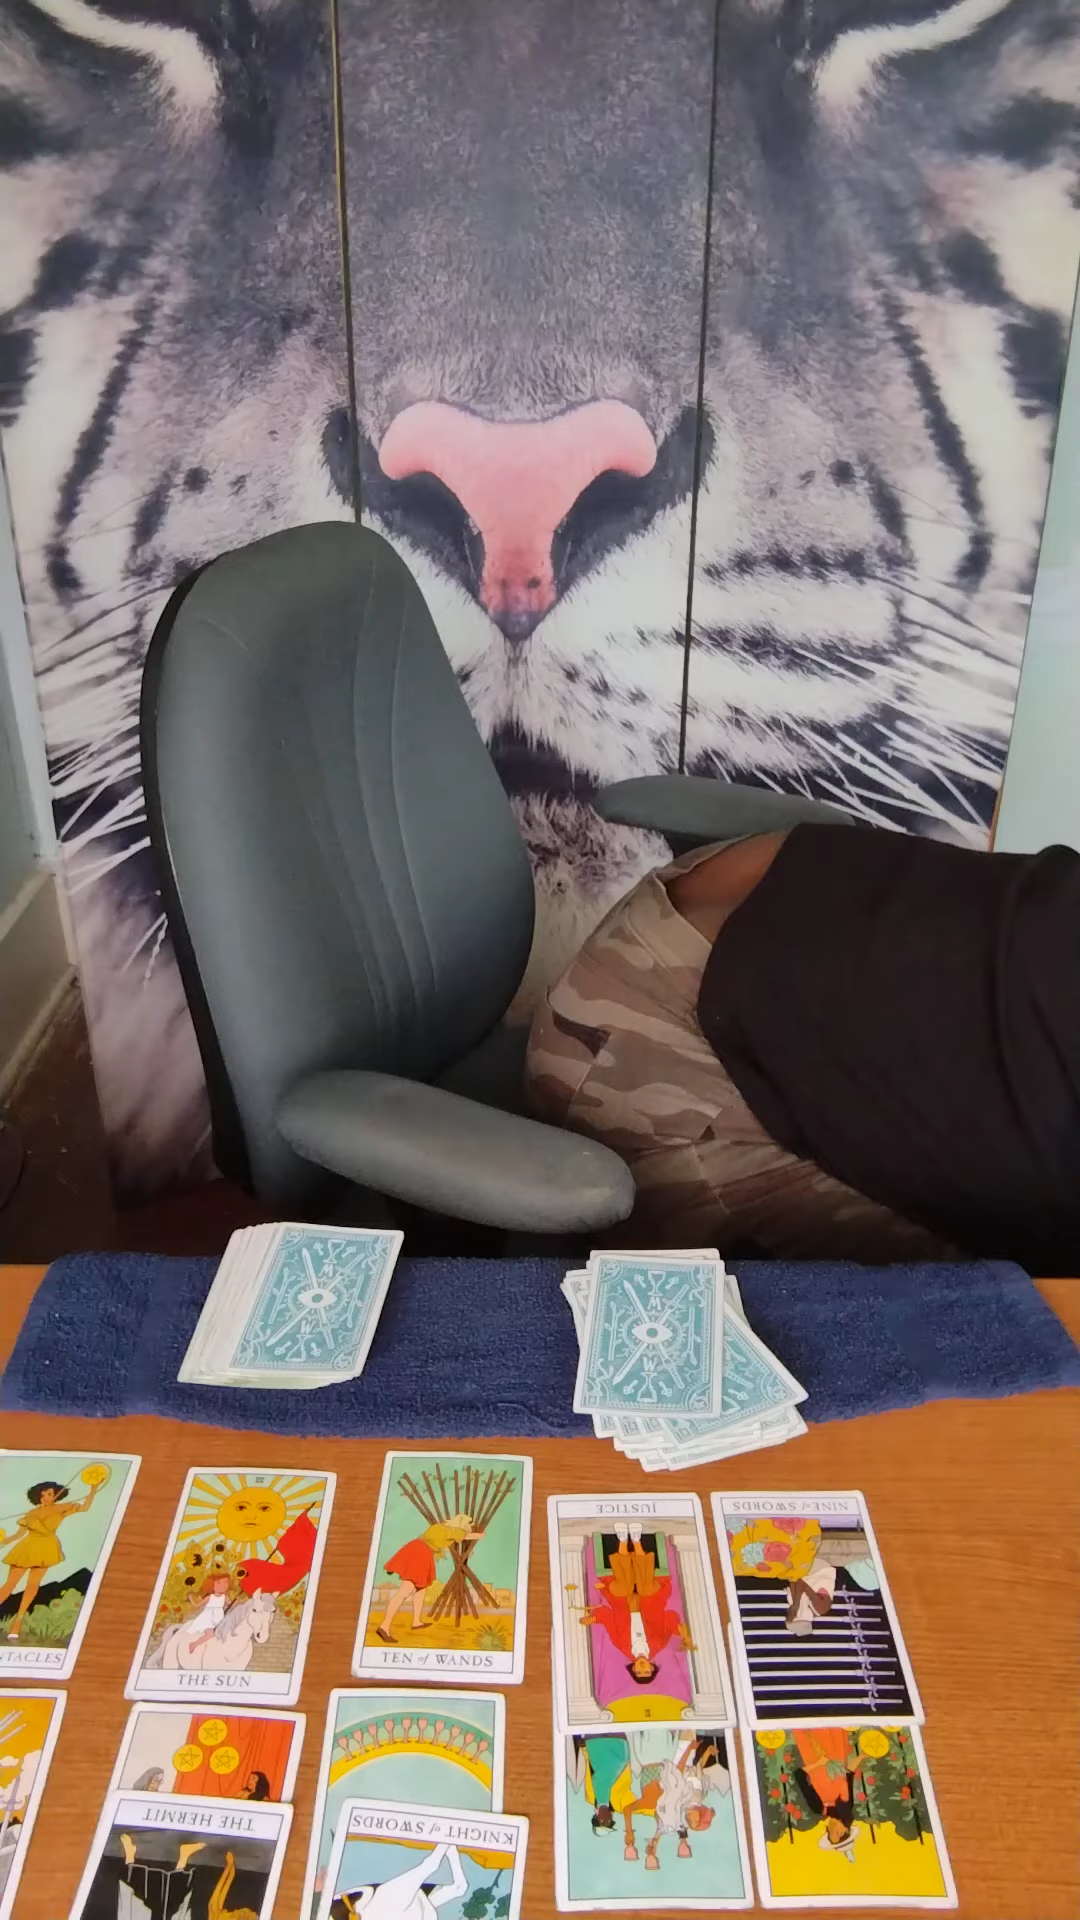 NTACLES
THE SUN
TEN of WANDS
JUSTICE
NINE of SWORDS
THE HERMIT
KNIGHT of SWORDS
M
W
M
W